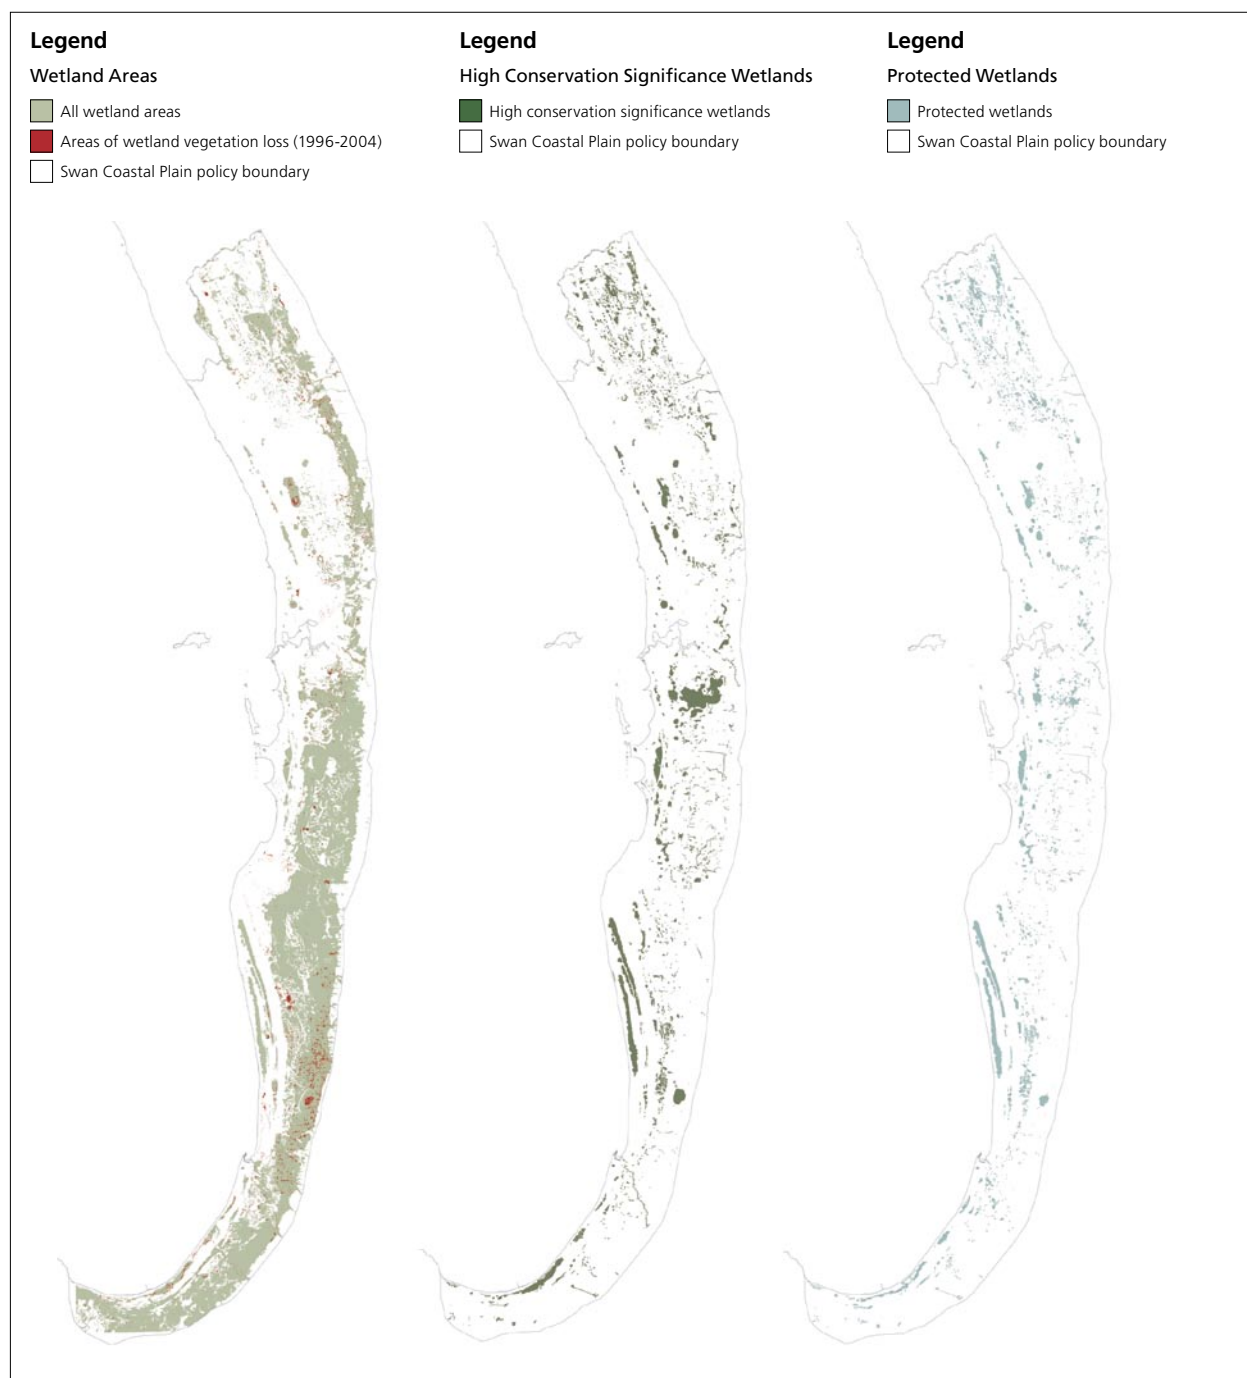 Legend
Wetland Areas
All wetland areas
Areas of wetland vegetation loss (1996-2004)
Swan Coastal Plain policy boundary
Legend
High Conservation Significance Wetlands
High conservation significance wetlands
Swan Coastal Plain policy boundary
Legend
Protected Wetlands
Protected wetlands
Swan Coastal Plain policy boundary